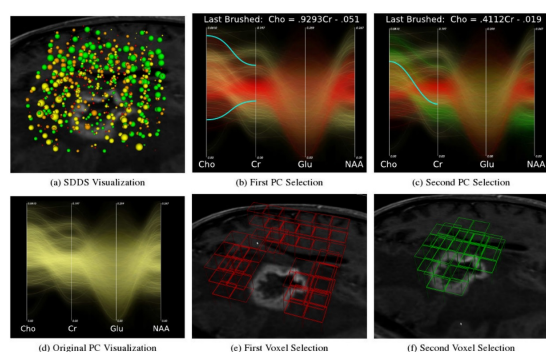 Last Brushed: Cho = .9293Cr - .051
Last Brushed: Cho = .4112Cr - .019
Cho Cr Glu NAA
Cho Cr Glu NAA
(a) SDDS Visualization
(b) First PC Selection
(c) Second PC Selection
Cho Cr Glu NAA
(d) Original PC Visualization
(e) First Voxel Selection
(f) Second Voxel Selection